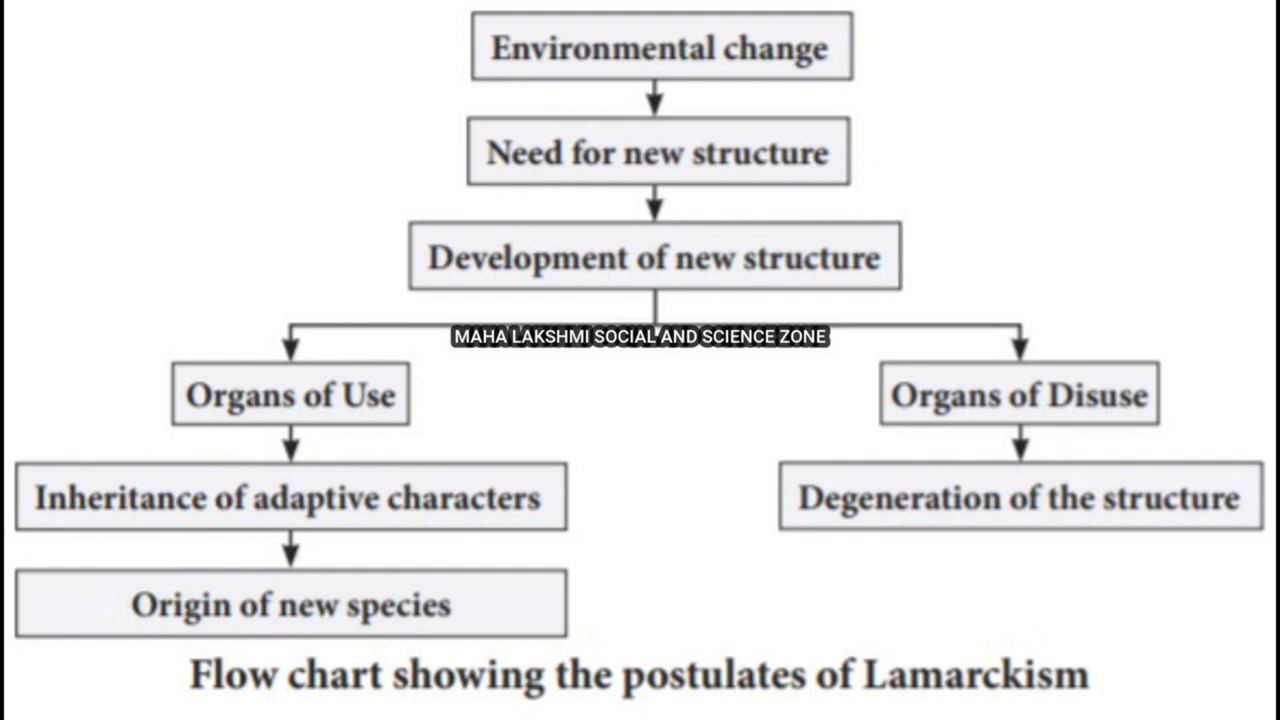 Environmental change
Need for new structure
Development of new structure
MAHA LAKSHMI SOCIAL AND SCIENCE ZONE
Organs of Use
Organs of Disuse
Inheritance of adaptive characters
Degeneration of the structure
Origin of new species
Flow chart showing the postulates of Lamarckism